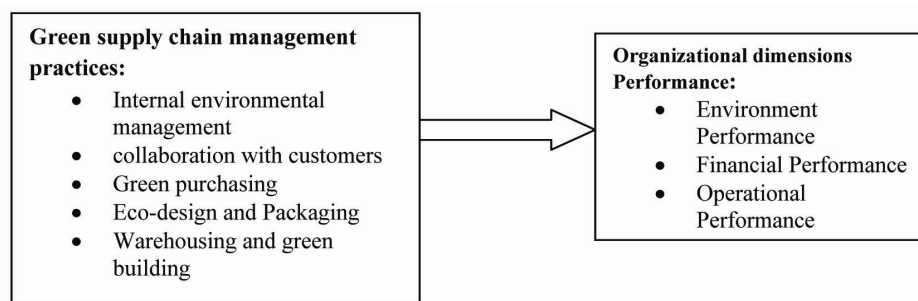 Green supply chain management
practices:
• Internal environmental
management
• collaboration with customers
• Green purchasing
• Eco-design and Packaging
• Warehousing and green
building
Organizational dimensions
Performance:
• Environment
Performance
• Financial Performance
• Operational
Performance